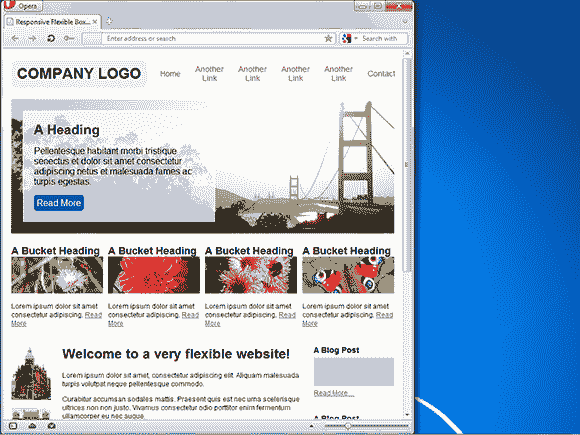 Opera
Responsive Flexible Box...
Enter address or search
Search with
COMPANY LOGO
Home
Another
Link
Another
Link
Another
Link
Another
Link
Contact
A Heading
Pellentesque habitant morbi tristique
senectus et dolor sit amet consectetur
adipiscing netus et malesuada fames ac
turpis egestas.
Read More
A Bucket Heading
Lorem ipsum dolor sit amet
consectetur adipiscing. Read
More
A Bucket Heading
Lorem ipsum dolor sit amet
consectetur adipiscing. Read
More
A Bucket Heading
Lorem ipsum dolor sit amet
consectetur adipiscing. Read
More
A Bucket Heading
Lorem ipsum dolor sit amet
consectetur adipiscing. Read
More
Welcome to a very flexible website!
Lorem ipsum dolor sit amet, consectetur adipiscing elit. Aliquam malesuada
turpis volutpat neque pellentesque commodo.
Curabitur accumsan sodales mattis. Praesent quis est nec urna scelerisque
ultrices non non justo. Vivamus consectetur odio porttitor enim fermentum
ullamcorper eu nec augue.
A Blog Post
Read More...
A Blog Post